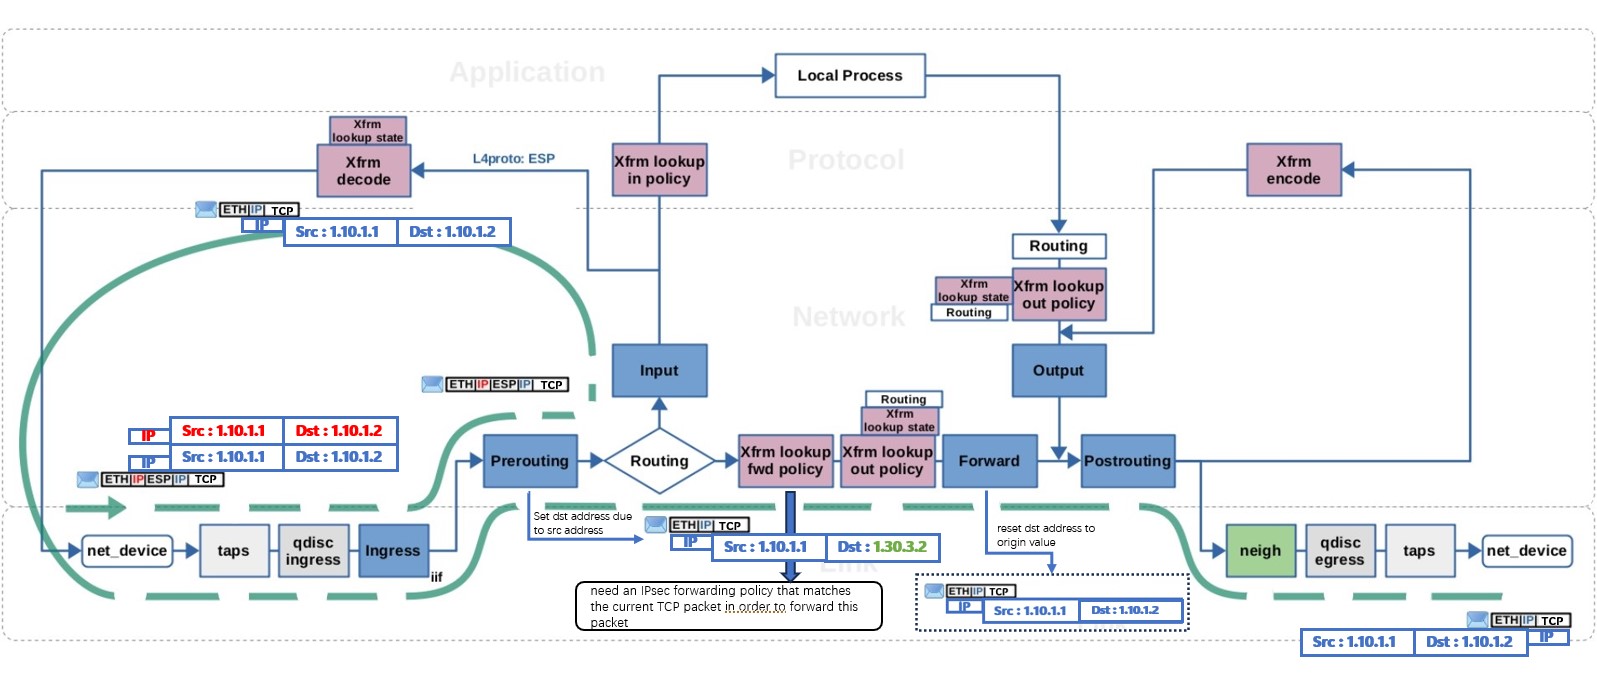 Application
Local Process
Xfrm
lookup state
Xfrm
decode
L4proto: ESP
Xfrm lookup
in policy
Protocol
Xfrm
encode
ETH|IP| TCP
IP
Src : 1.10.1.1
Dst : 1.10.1.2
Routing
Xfrm lookup
out policy
Xfrm
lookup state
Routing
Network
Input
Output
ETH|IP|ESP|IP| TCP
Routing
Xfrm
lookup state
IP
Src : 1.10.1.1
Dst : 1.10.1.2
IP
Src : 1.10.1.1
Dst : 1.10.1.2
ETH|IP|ESP|IP| TCP
Prerouting
Routing
Xfrm lookup
fwd policy
Xfrm lookup
out policy
Forward
Postrouting
Set dst address due
to src address
ETH|IP| TCP
IP
Src : 1.10.1.1
Dst : 1.30.3.2
reset dst address to
origin value
net_device
taps
qdisc
ingress
Ingress
iif
Link
neigh
qdisc
egress
taps
net_device
need an IPsec forwarding policy that matches
the current TCP packet in order to forward this
packet
ETH|IP| TCP
IP
Src : 1.10.1.1
Dst : 1.10.1.2
ETH|IP| TCP
Src : 1.10.1.1
Dst : 1.10.1.2
IP